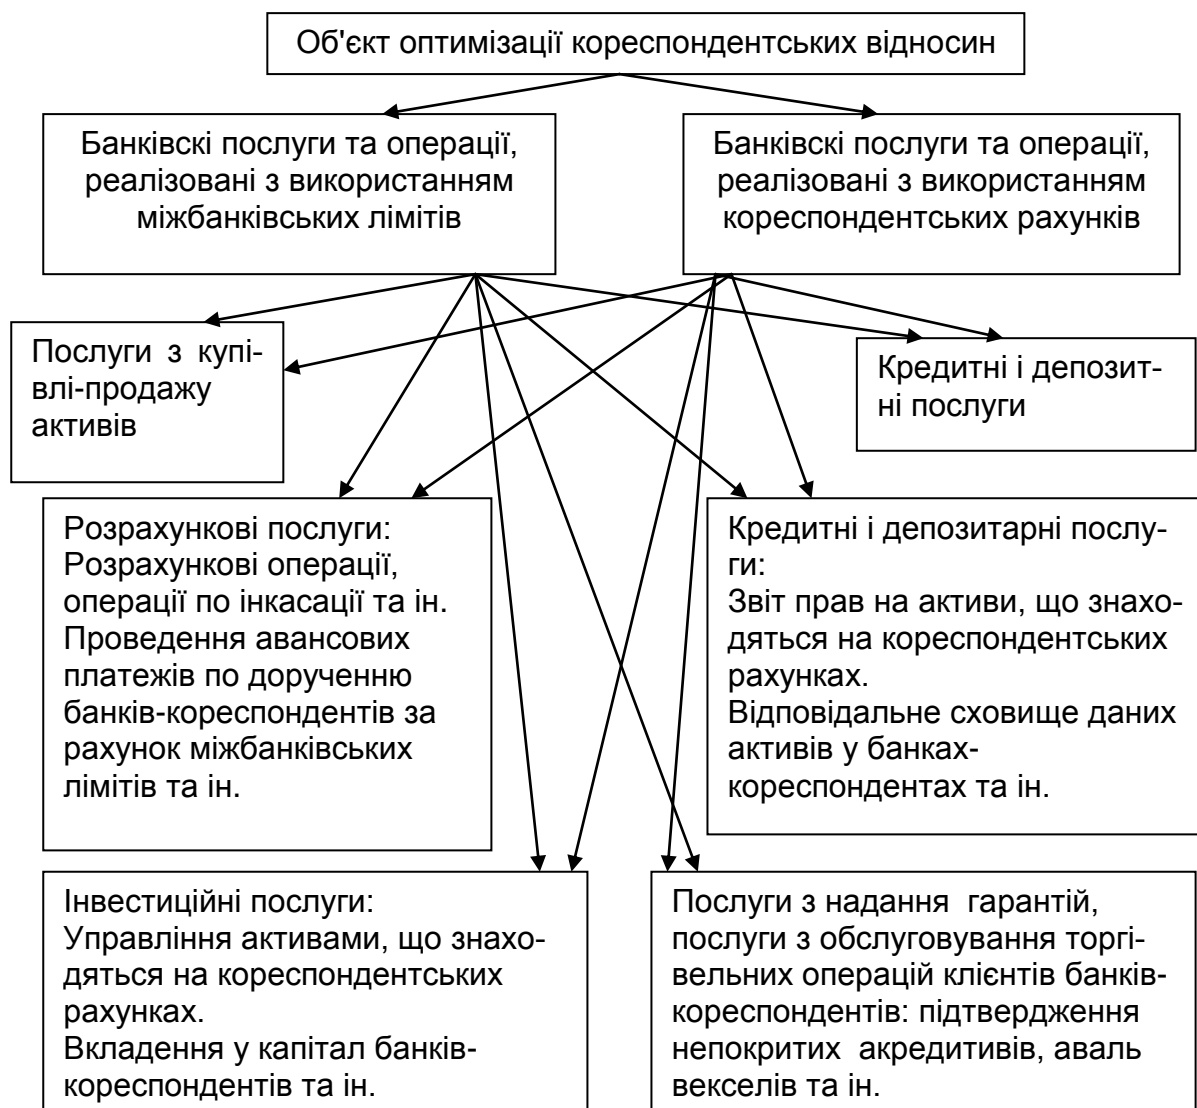 Об'єкт оптимізації кореспондентських відносин
Банківскі послуги та операції,
реалізовані з використанням
міжбанківських лімітів
Банківскі послуги та операції,
реалізовані з використанням
кореспондентських рахунків
Послуги з купі-
влі-продажу
активів
Кредитні і депозит-
ні послуги
Розрахункові послуги:
Розрахункові операції,
операції по інкасації та ін.
Проведення авансових
платежів по дорученню
банків-кореспондентів за
рахунок міжбанківських
лімітів та ін.
Кредитні і депозитарні послу-
ги:
Звіт прав на активи, що знахо-
дяться на кореспондентських
рахунках.
Відповідальне сховище даних
активів у банках-
кореспондентах та ін.
Інвестиційні послуги:
Управління активами, що знахо-
дяться на кореспондентських
рахунках.
Вкладення у капітал банків-
кореспондентів та ін.
Послуги з надання гарантій,
послуги з обслуговування торгі-
вельних операцій клієнтів банків-
кореспондентів: підтвердження
непокритих акредитивів, аваль
векселів та ін.